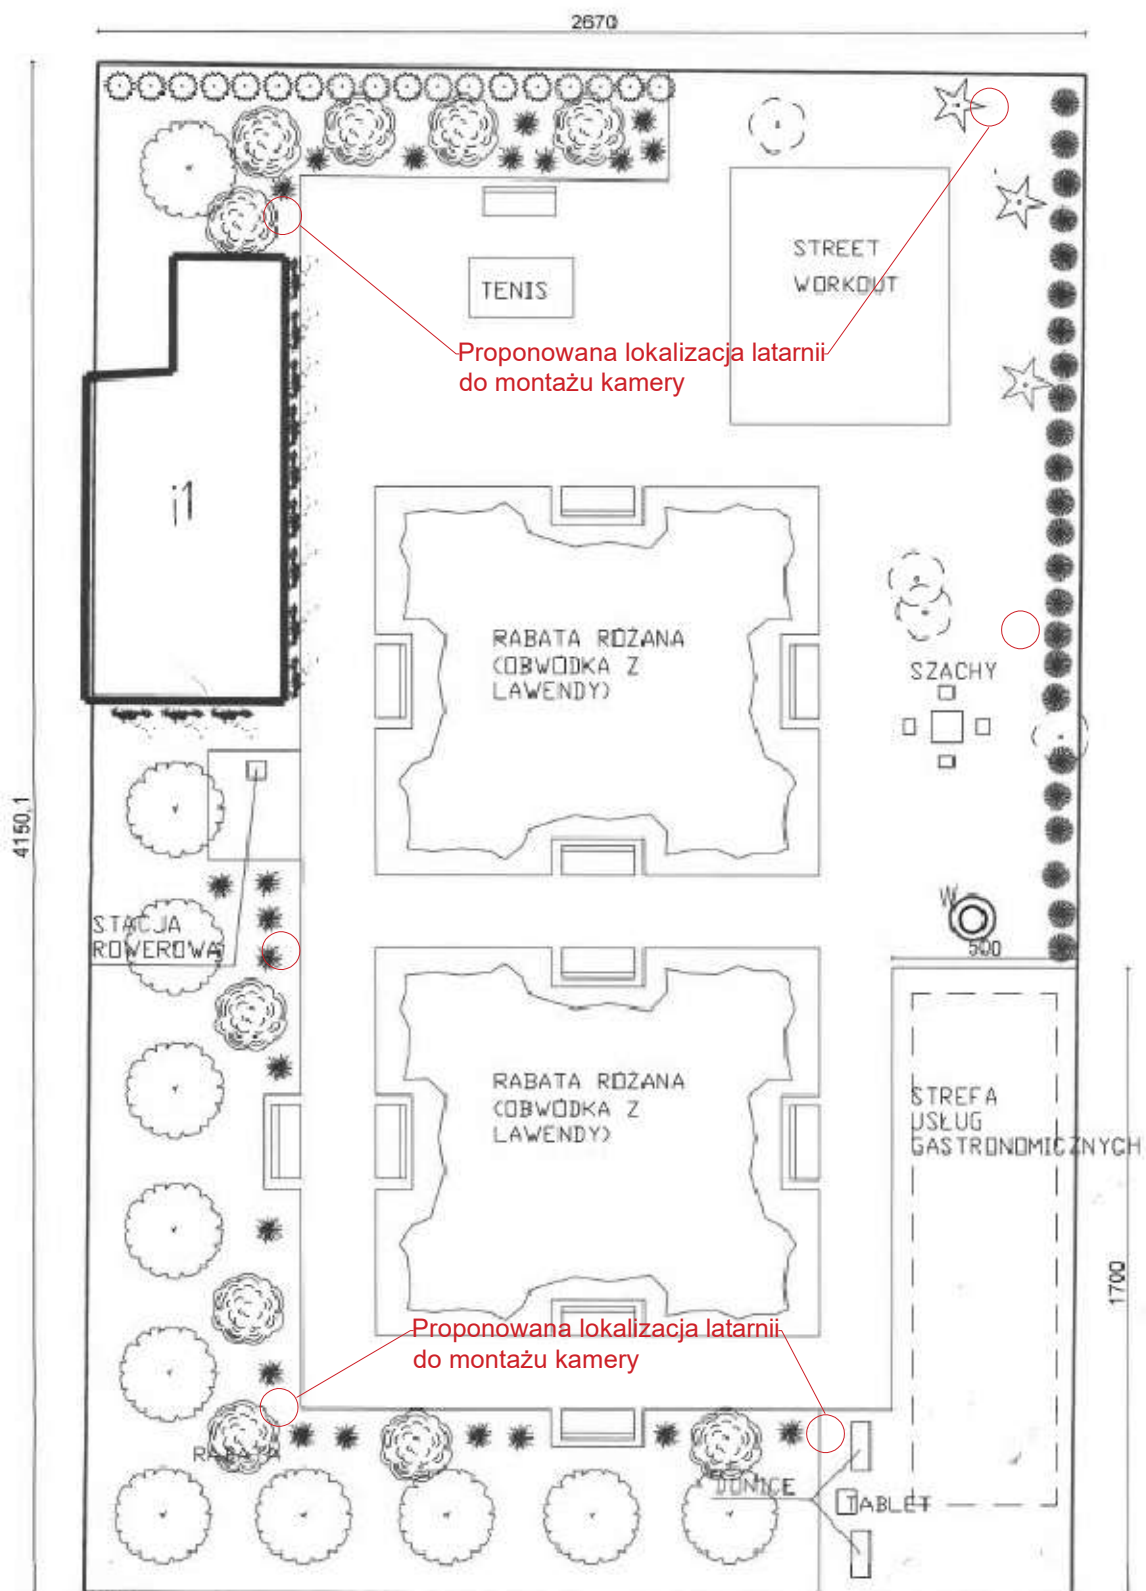 2670
STREET
WORKOUT
TENIS
Proponowana lokalizacja latarnii
do montażu kamery
j1
RABATA RÓŻANA
(OBWÓDKA Z
LAWENDY)
SZACHY
4150,1
STACJA
ROWEROWA
W
500
RABATA RÓŻANA
(OBWÓDKA Z
LAWENDY)
STREFA
USŁUG
GASTRONOMICZNYCH
1700
Proponowana lokalizacja latarnii
do montażu kamery
RABATA
DONICE
TABLET